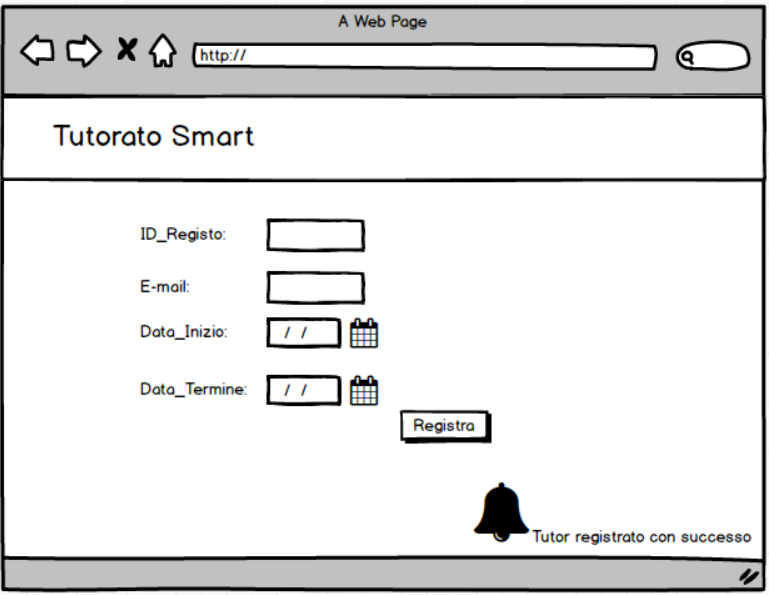 A Web Page
http://
Tutorato Smart
ID_Registo:
E-mail:
Data_Inizio: / /
Data_Termine: / /
Registra
Tutor registrato con successo